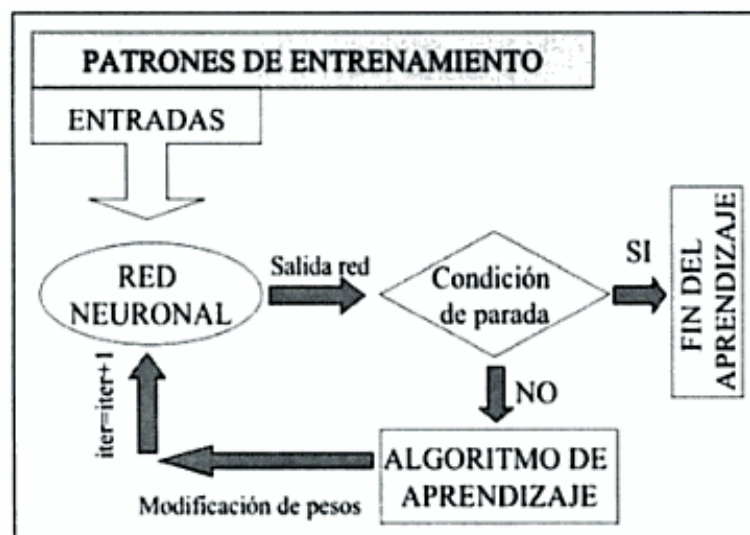 PATRONES DE ENTRENAMIENTO
ENTRADAS
RED
NEURONAL
Salida red
Condición
de parada
SI
FIN DEL
APRENDIZAJE
NO
ALGORITMO DE
APRENDIZAJE
Modificación de pesos
iter=iter+1